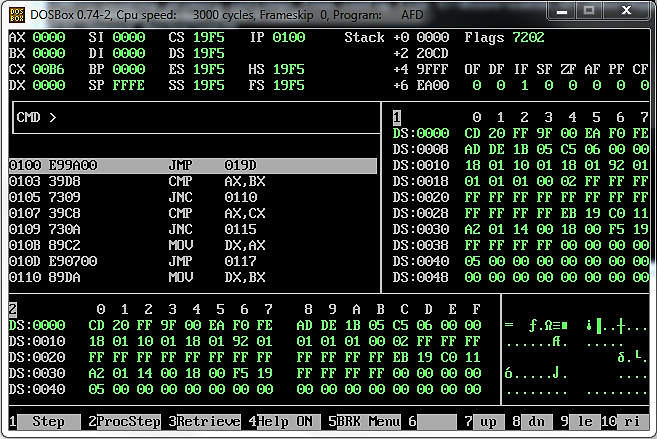 DOSBox 0.74-2, Cpu speed: 3000 cycles, Frameskip 0, Program: AFD
AX 0000 SI 0000 CS 19F5 IP 0100 Stack +0 0000 Flags 7202
BX 0000 DI 0000 DS 19F5 +2 20CD
CX 00B6 BP 0000 ES 19F5 HS 19F5 +4 9FFF OF DF IF SF ZF AF PF CF
DX 0000 SP FFFE SS 19F5 FS 19F5 +6 EA00 0 0 1 0 0 0 0 0
CMD >
0100 E99A00 JMP 019D
0103 39D8 CMP AX,BX
0105 7309 JNC 0110
0107 39C8 CMP AX,CX
0109 730A JNC 0115
010B 89C2 MOV DX,AX
010D E90700 JMP 0117
0110 89DA MOV DX,BX
1 0 1 2 3 4 5 6 7
DS:0000 CD 20 FF 9F 00 EA F0 FE
DS:0008 AD DE 1B 05 C5 06 00 00
DS:0010 18 01 10 01 18 01 92 01
DS:0018 01 01 01 00 02 FF FF FF
DS:0020 FF FF FF FF FF FF FF FF
DS:0028 FF FF FF FF EB 19 C0 11
DS:0030 A2 01 14 00 18 00 F5 19
DS:0038 FF FF FF FF 00 00 00 00
DS:0040 05 00 00 00 00 00 00 00
DS:0048 00 00 00 00 00 00 00 00
2 0 1 2 3 4 5 6 7 8 9 A B C D E F
DS:0000 CD 20 FF 9F 00 EA F0 FE AD DE 1B 05 C5 06 00 00 = ƒ.Ω≡■ ¡▐..┼...
DS:0010 18 01 10 01 18 01 92 01 01 01 01 00 02 FF FF FF ......Æ. .....
DS:0020 FF FF FF FF FF FF FF FF FF FF FF FF EB 19 C0 11 δ.└.
DS:0030 A2 01 14 00 18 00 F5 19 FF FF FF FF 00 00 00 00 ó.....⌡. ....
DS:0040 05 00 00 00 00 00 00 00 00 00 00 00 00 00 00 00 ........ ........
1 Step 2ProcStep 3Retrieve 4Help ON 5BRK Menu 6 7 up 8 dn 9 le 10 ri